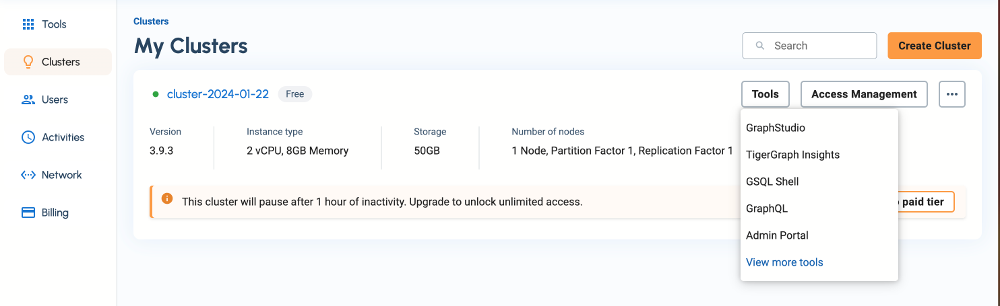 Tools
Clusters
Users
Activities
Network
Billing
Clusters
My Clusters
Search
Create Cluster
cluster-2024-01-22
Free
Tools
Access Management
Version
3.9.3
Instance type
2 vCPU, 8GB Memory
Storage
50GB
Number of nodes
1 Node, Partition Factor 1, Replication Factor 1
This cluster will pause after 1 hour of inactivity. Upgrade to unlock unlimited access.
paid tier
GraphStudio
TigerGraph Insights
GSQL Shell
GraphQL
Admin Portal
View more tools